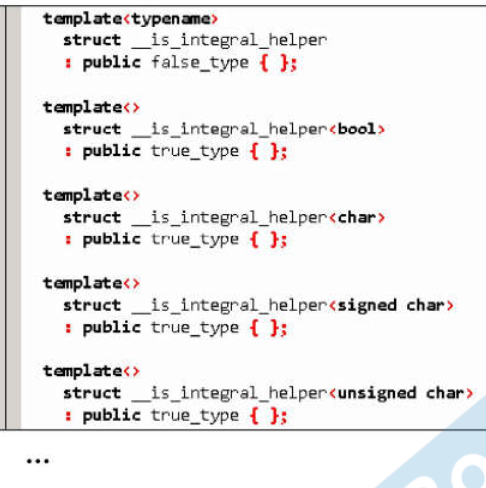 template<typename>
struct __is_integral_helper
: public false_type { };
template<>
struct __is_integral_helper<bool>
: public true_type { };
template<>
struct __is_integral_helper<char>
: public true_type { };
template<>
struct __is_integral_helper<signed char>
: public true_type { };
template<>
struct __is_integral_helper<unsigned char>
: public true_type { };
...